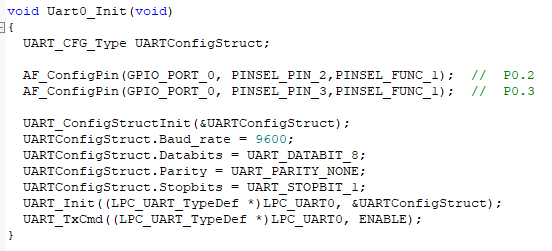 void Uart0_Init(void)
{
UART_CFG_Type UARTConfigStruct;
AF_ConfigPin(GPIO_PORT_0, PINSEL_PIN_2,PINSEL_FUNC_1); // P0.2
AF_ConfigPin(GPIO_PORT_0, PINSEL_PIN_3,PINSEL_FUNC_1); // P0.3
UART_ConfigStructInit(&UARTConfigStruct);
UARTConfigStruct.Baud_rate = 9600;
UARTConfigStruct.Databits = UART_DATABIT_8;
UARTConfigStruct.Parity = UART_PARITY_NONE;
UARTConfigStruct.Stopbits = UART_STOPBIT_1;
UART_Init((LPC_UART_TypeDef *)LPC_UART0, &UARTConfigStruct);
UART_TxCmd((LPC_UART_TypeDef *)LPC_UART0, ENABLE);
}